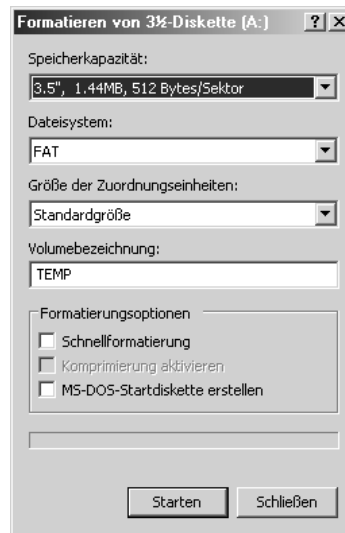 Formatieren von 3½-Diskette (A:)
Speicherkapazität:
3.5", 1.44MB, 512 Bytes/Sektor
Dateisystem:
FAT
Größe der Zuordnungseinheiten:
Standardgröße
Volumebezeichnung:
TEMP
Formatierungsoptionen
Schnellformatierung
Komprimierung aktivieren
MS-DOS-Startdiskette erstellen
Starten Schließen